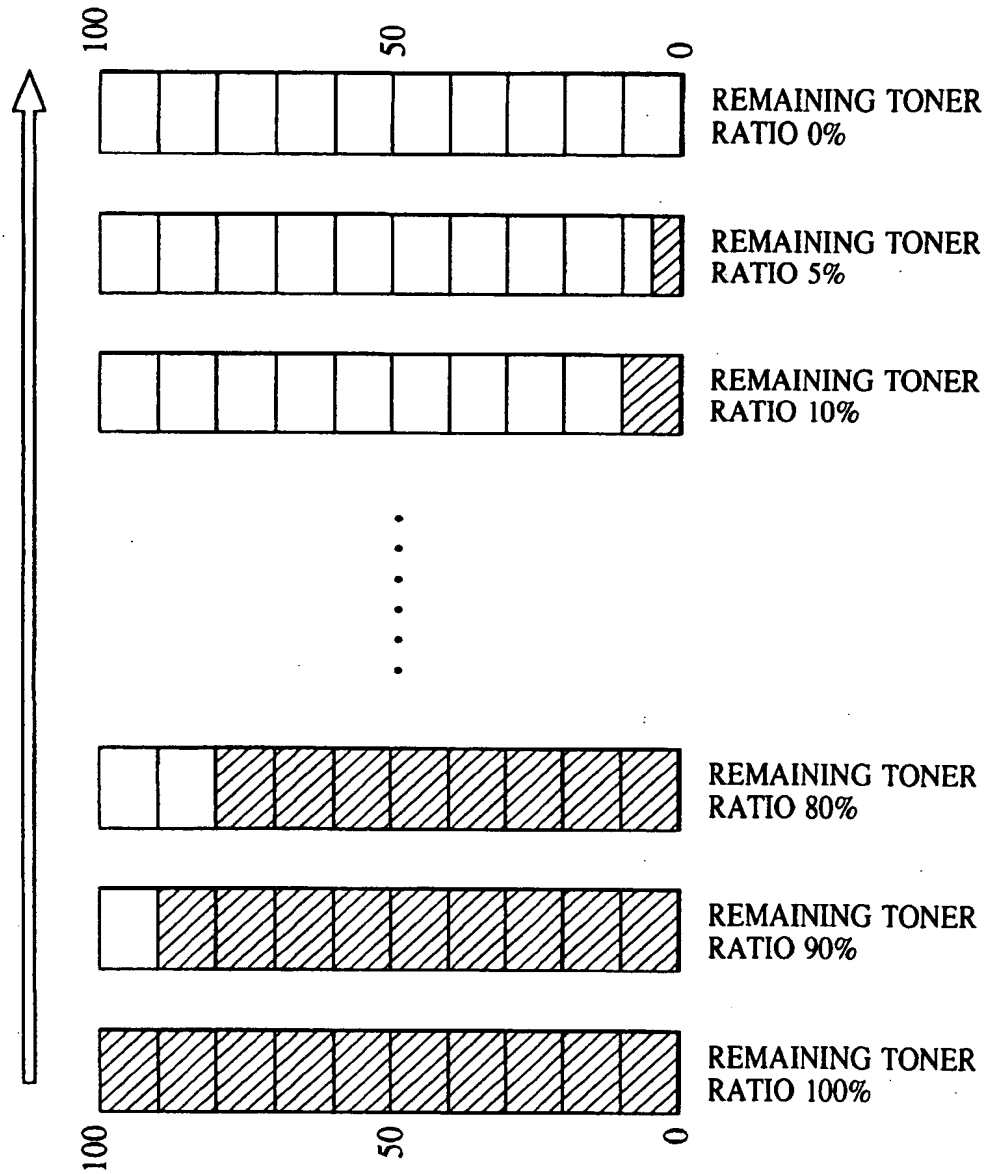 100
50
0
REMAINING TONER
RATIO 0%
REMAINING TONER
RATIO 5%
REMAINING TONER
RATIO 10%
REMAINING TONER
RATIO 80%
REMAINING TONER
RATIO 90%
REMAINING TONER
RATIO 100%
100
50
0